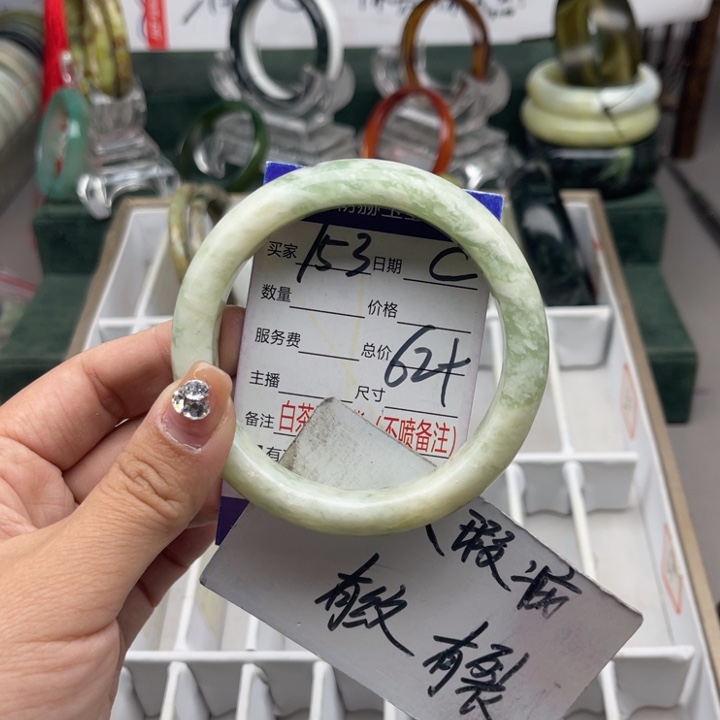 买家 153 日期 C
数量 价格
服务费 总价 62+
主播 尺寸
备注 白茶 (不喷备注)
有
瑕疵
有纹
有裂